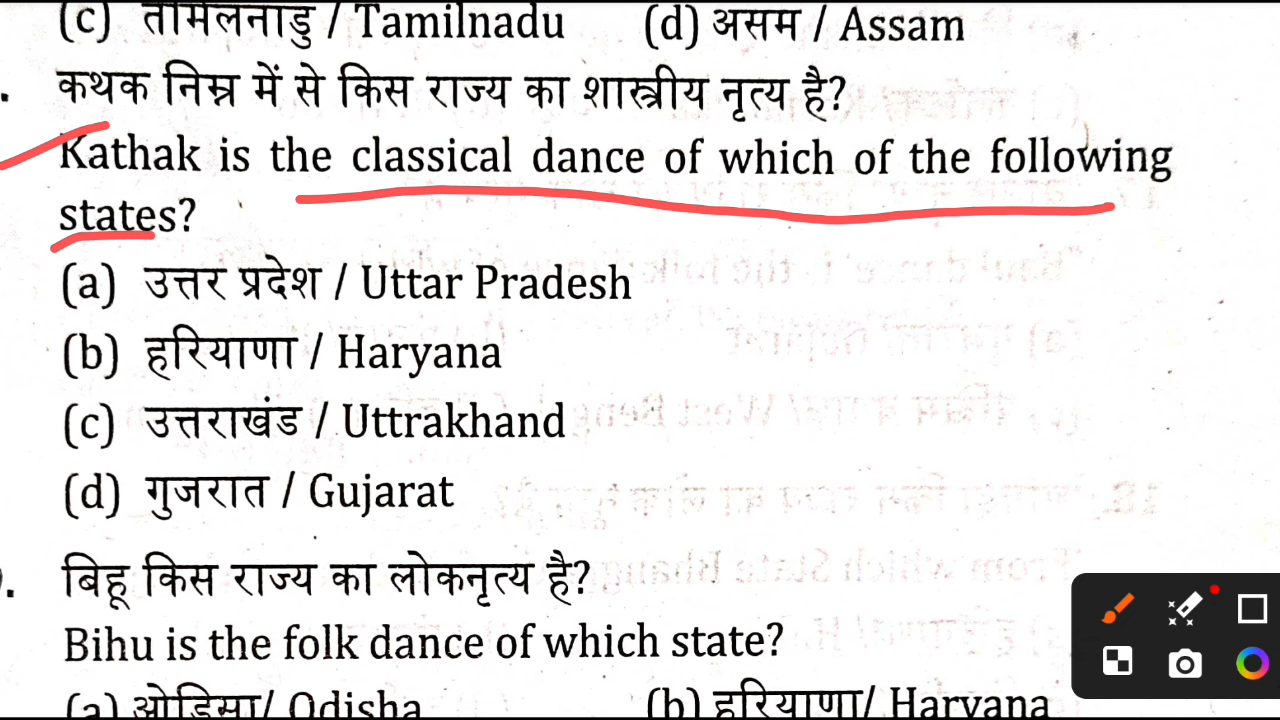 (c) तामिलनाडु / Tamilnadu (d) असम / Assam
कथक निम्न में से किस राज्य का शास्त्रीय नृत्य है?
Kathak is the classical dance of which of the following
states?
(a) उत्तर प्रदेश / Uttar Pradesh
(b) हरियाणा / Haryana
(c) उत्तराखंड / Uttrakhand
(d) गुजरात / Gujarat
बिहू किस राज्य का लोकनृत्य है?
Bihu is the folk dance of which state?
(a) ओडिसा/ Odisha (b) हरियाणा/ Haryana